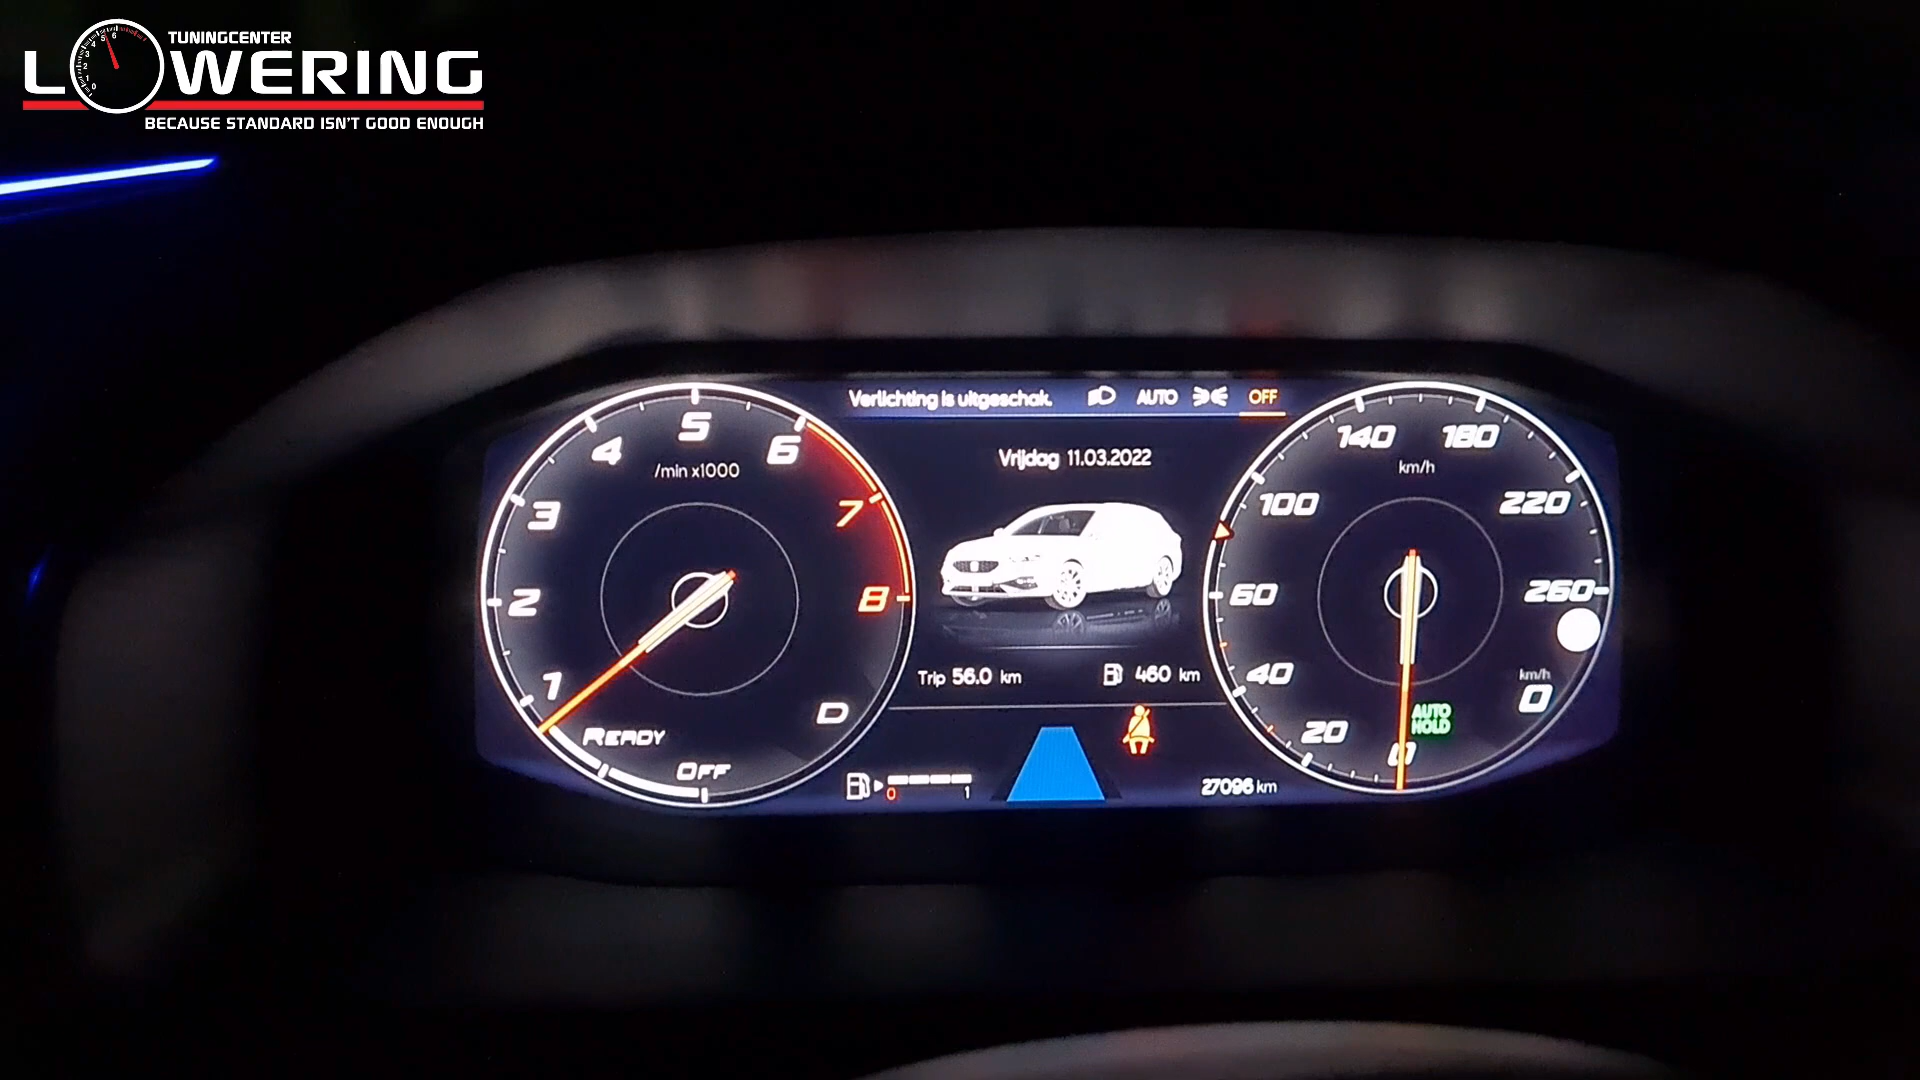 TUNINGCENTER
LOWERING
BECAUSE STANDARD ISN'T GOOD ENOUGH
Verlichting is uitgeschak. AUTO OFF
Vrijdag 11.03.2022
/min x1000
1 2 3 4 5 6 7 8
READY
OFF
D
Trip 56.0 km 460 km
0 1
27096 km
km/h
0 20 40 60 100 140 180 220 260
km/h
0
AUTO
HOLD